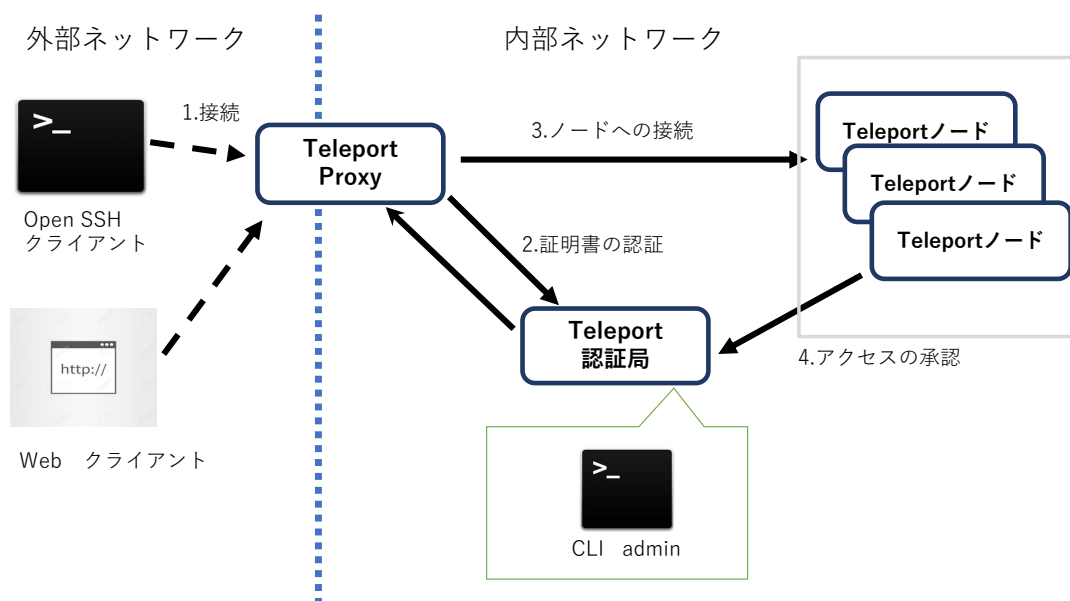 外部ネットワーク
内部ネットワーク
>_
1.接続
Teleport
Proxy
3.ノードへの接続
Teleportノード
Teleportノード
Teleportノード
Open SSH
クライアント
2.証明書の認証
Teleport
認証局
4.アクセスの承認
http://
Web　クライアント
>_
CLI　admin